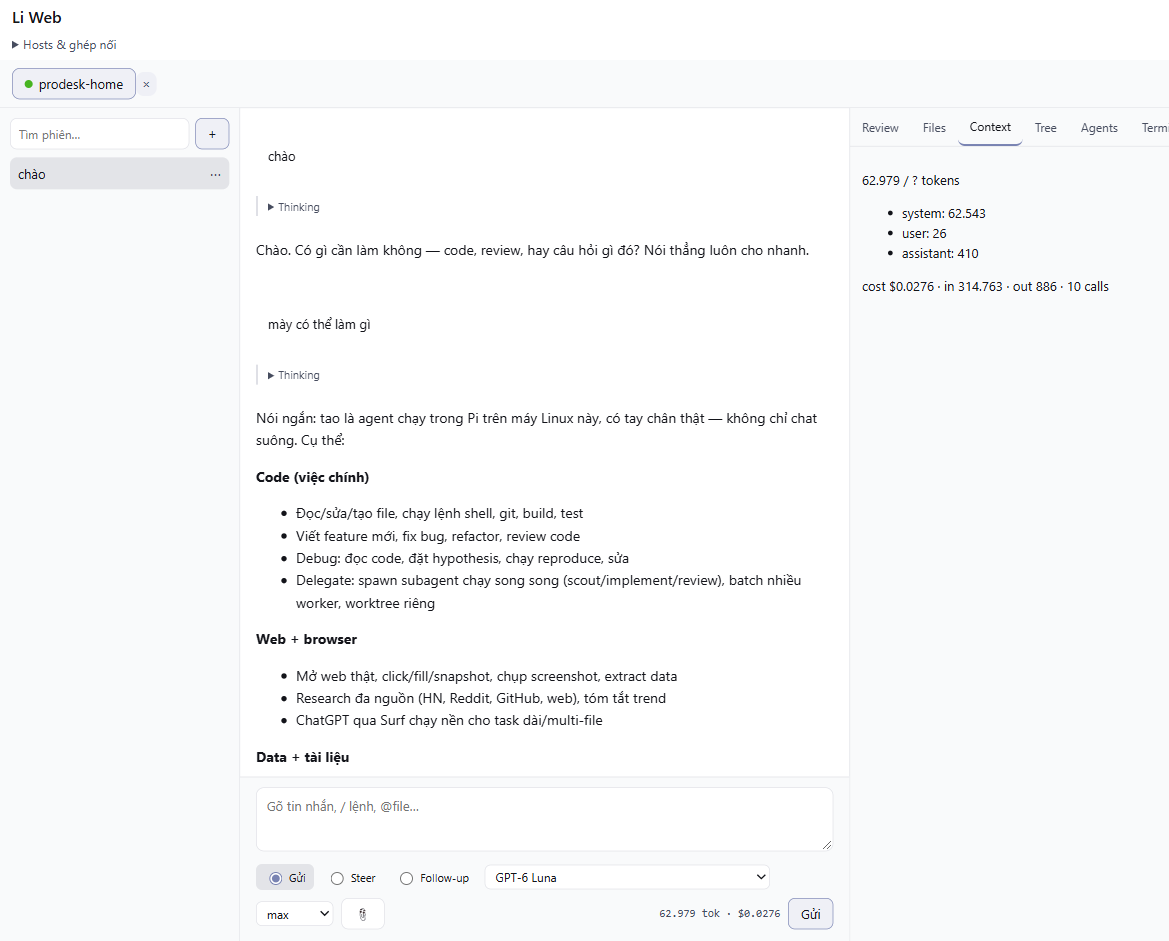 Li Web
▶ Hosts & ghép nối
prodesk-home ×
Tìm phiên... +
chào ...
chào
▶ Thinking
Chào. Có gì cần làm không — code, review, hay câu hỏi gì đó? Nói thẳng luôn cho nhanh.
mày có thể làm gì
▶ Thinking
Nói ngắn: tao là agent chạy trong Pi trên máy Linux này, có tay chân thật — không chỉ chat
suông. Cụ thể:
Code (việc chính)
• Đọc/sửa/tạo file, chạy lệnh shell, git, build, test
• Viết feature mới, fix bug, refactor, review code
• Debug: đọc code, đặt hypothesis, chạy reproduce, sửa
• Delegate: spawn subagent chạy song song (scout/implement/review), batch nhiều
worker, worktree riêng
Web + browser
• Mở web thật, click/fill/snapshot, chụp screenshot, extract data
• Research đa nguồn (HN, Reddit, GitHub, web), tóm tắt trend
• ChatGPT qua Surf chạy nền cho task dài/multi-file
Data + tài liệu
Gõ tin nhắn, / lệnh, @file...
Gửi Steer Follow-up GPT-6 Luna
max 62.979 tok · $0.0276 Gửi
Review Files Context Tree Agents Termi
62.979 / ? tokens
• system: 62.543
• user: 26
• assistant: 410
cost $0.0276 · in 314.763 · out 886 · 10 calls